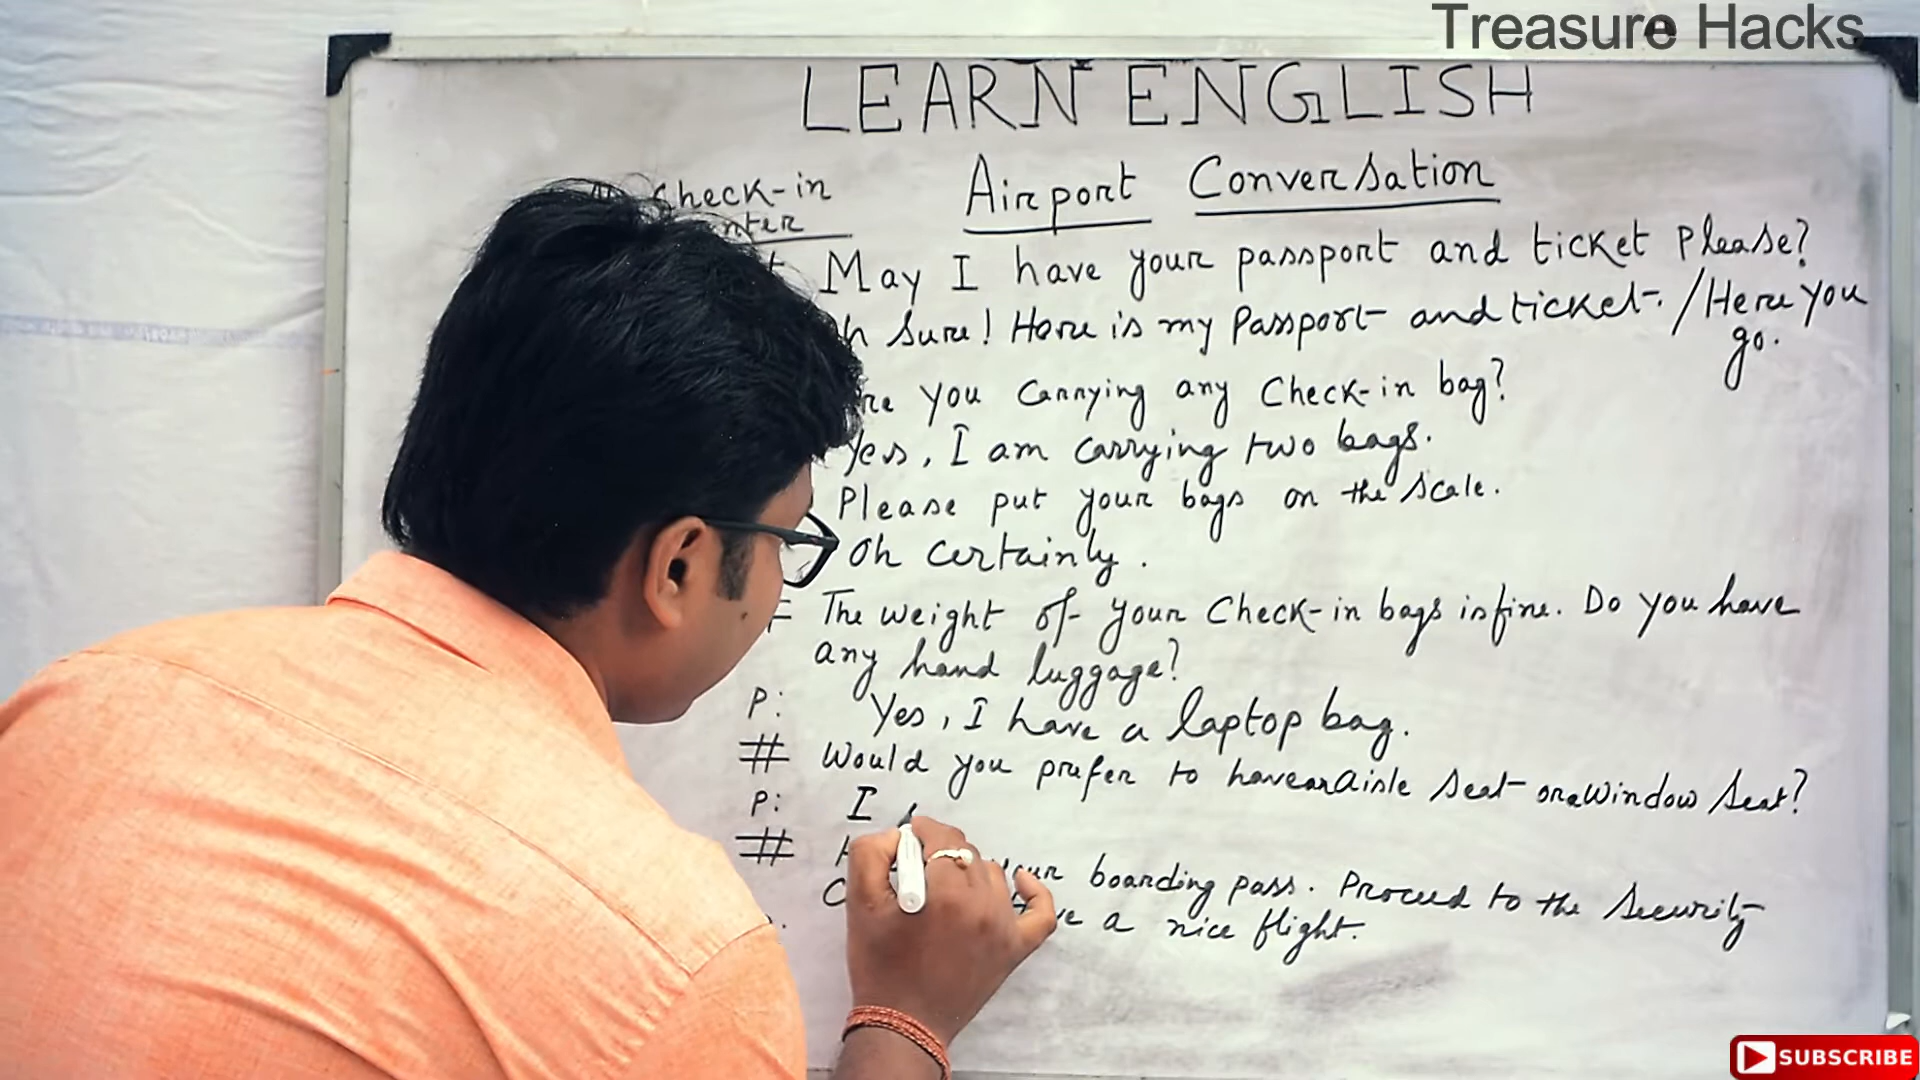 Treasure Hacks
LEARN ENGLISH
Check-in
Airport Conversation
May I have your passport and ticket please?
Sure! Here is my Passport and ticket. / Here you
go.
you carrying any Check-in bag?
Yes, I am carrying two bags.
Please put your bags on the scale.
Oh certainly.
The weight of your Check-in bags is fine. Do you have
any hand luggage?
P: Yes, I have a laptop bag.
# Would you prefer to have an Aisle Seat or a Window Seat?
P: I
# boarding pass. Proceed to the Security
a nice flight.
SUBSCRIBE